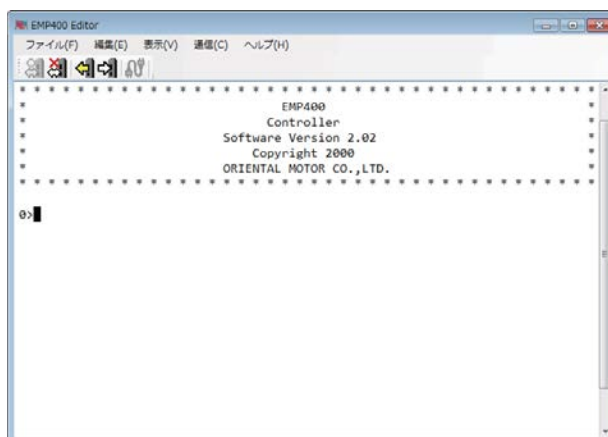 EMP400 Editor
ファイル(F) 編集(E) 表示(V) 通信(C) ヘルプ(H)
* * * * * * * * * * * * * * * * * * * * * * * * * * * * * * * * * * * * * * *
* EMP400 *
* Controller *
* Software Version 2.02 *
* Copyright 2000 *
* ORIENTAL MOTOR CO.,LTD. *
* * * * * * * * * * * * * * * * * * * * * * * * * * * * * * * * * * * * * * *
0>